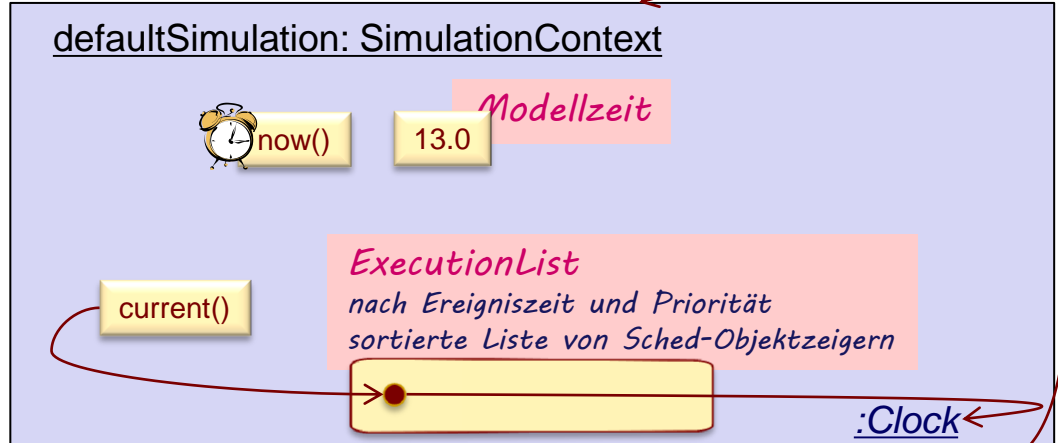 defaultSimulation: SimulationContext
Modellzeit
now() 13.0
ExecutionList
nach Ereigniszeit und Priorität
current()
sortierte Liste von Sched-Objektzeigern
:Clock